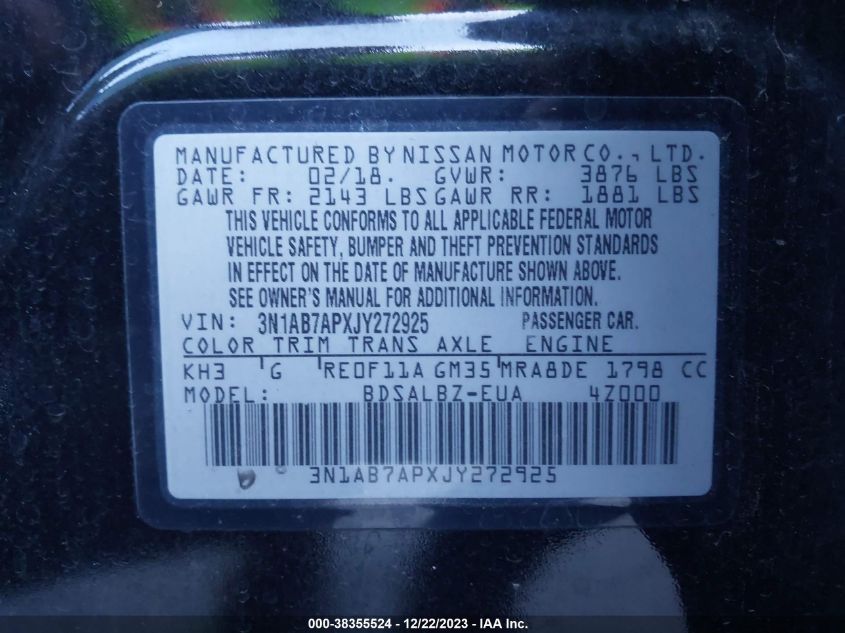 MANUFACTURED BY NISSAN MOTOR CO., LTD.
DATE: 02/18. GVWR: 3876 LBS
GAWR FR: 2143 LBS GAWR RR: 1881 LBS
THIS VEHICLE CONFORMS TO ALL APPLICABLE FEDERAL MOTOR
VEHICLE SAFETY, BUMPER AND THEFT PREVENTION STANDARDS
IN EFFECT ON THE DATE OF MANUFACTURE SHOWN ABOVE.
SEE OWNER'S MANUAL FOR ADDITIONAL INFORMATION.
VIN: 3N1AB7APXJY272925 PASSENGER CAR.
COLOR TRIM TRANS AXLE ENGINE
KH3 G RE0F11A GM35 MRA8DE 1798 CC
MODEL: BDSALBZ-EUA 4Z000
3N1AB7APXJY272925
000-38355524 - 12/22/2023 - IAA Inc.